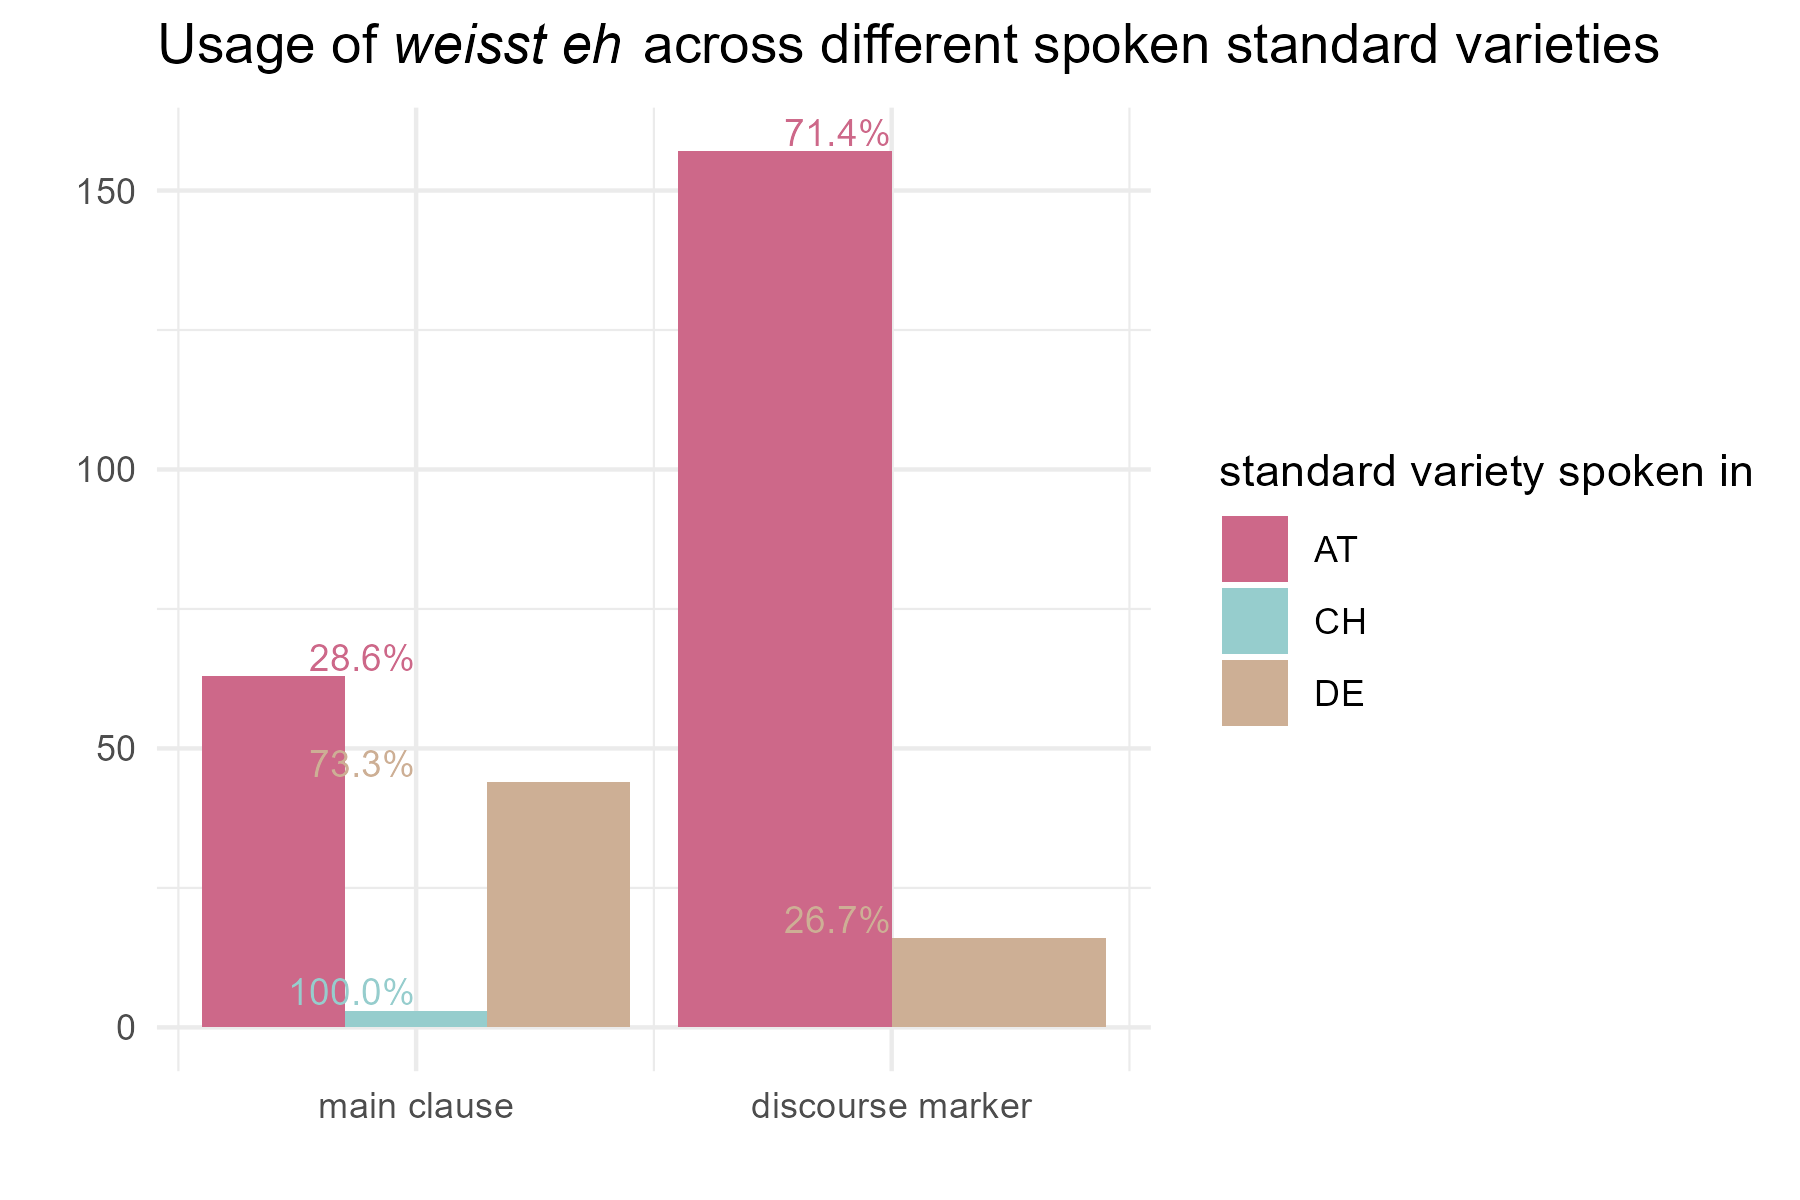 Usage of weisst eh across different spoken standard varieties
71.4%
150
100
28.6%
73.3%
50
26.7%
100.0%
0
main clause
discourse marker
standard variety spoken in
AT
CH
DE